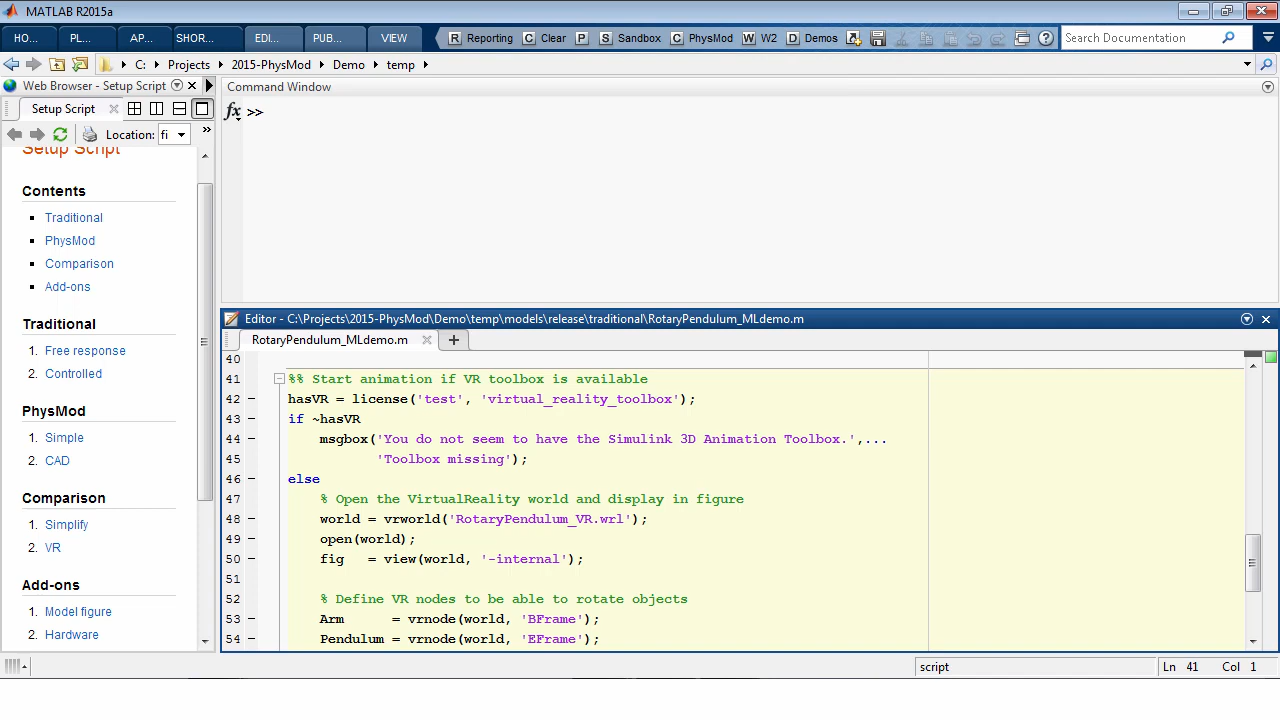 MATLAB R2015a
HO... PL... AP... SHOR... EDI... PUB... VIEW R Reporting C Clear P S Sandbox C PhysMod W W2 D Demos Search Documentation
C: Projects 2015-PhysMod Demo temp
Web Browser - Setup Script
Setup Script
Location: fi
Setup Script
Contents
Traditional
PhysMod
Comparison
Add-ons
Traditional
1. Free response
2. Controlled
PhysMod
1. Simple
2. CAD
Comparison
1. Simplify
2. VR
Add-ons
1. Model figure
2. Hardware
Command Window
fx >>
Editor - C:\Projects\2015-PhysMod\Demo\temp\models\release\traditional\RotaryPendulum_MLdemo.m
RotaryPendulum_MLdemo.m
40
41 %% Start animation if VR toolbox is available
42 hasVR = license('test', 'virtual_reality_toolbox');
43 if ~hasVR
44 msgbox('You do not seem to have the Simulink 3D Animation Toolbox.',...
45 'Toolbox missing');
46 else
47 % Open the VirtualReality world and display in figure
48 world = vrworld('RotaryPendulum_VR.wrl');
49 open(world);
50 fig = view(world, '-internal');
51
52 % Define VR nodes to be able to rotate objects
53 Arm = vrnode(world, 'BFrame');
54 Pendulum = vrnode(world, 'EFrame');
script Ln 41 Col 1